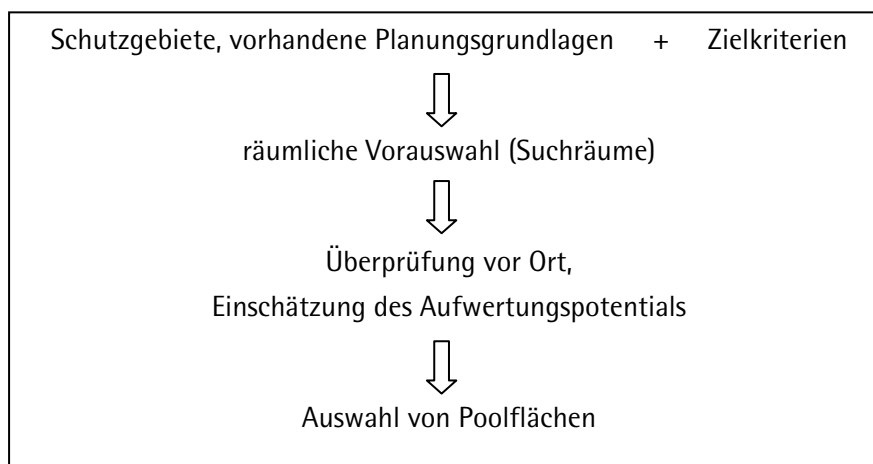 Schutzgebiete, vorhandene Planungsgrundlagen + Zielkriterien
räumliche Vorauswahl (Suchräume)
Überprüfung vor Ort,
Einschätzung des Aufwertungspotentials
Auswahl von Poolflächen